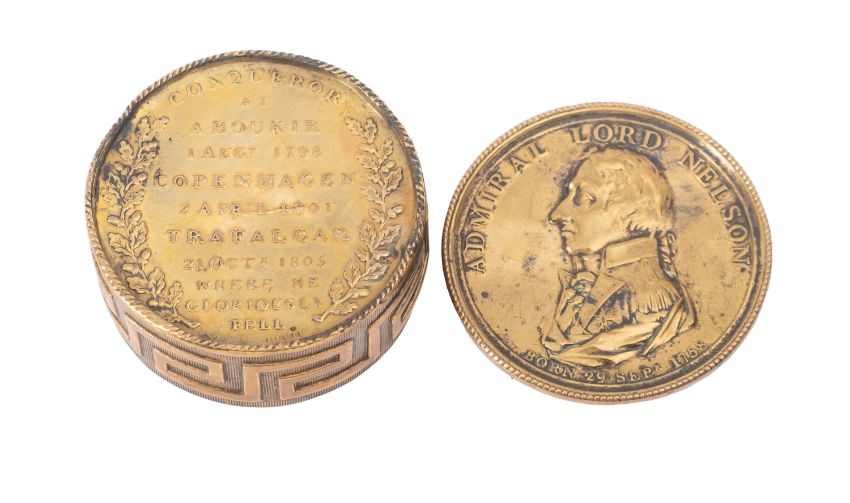 CONQUEROR
AT
ABOUKIR
1 AUGT 1798
COPENHAGEN
2 APRIL 1801
TRAFALGAR
21 OCTR 1805
WHERE HE
GLORIOUSLY
FELL
ADMIRAL LORD NELSON.
BORN 29 SEPR 1758